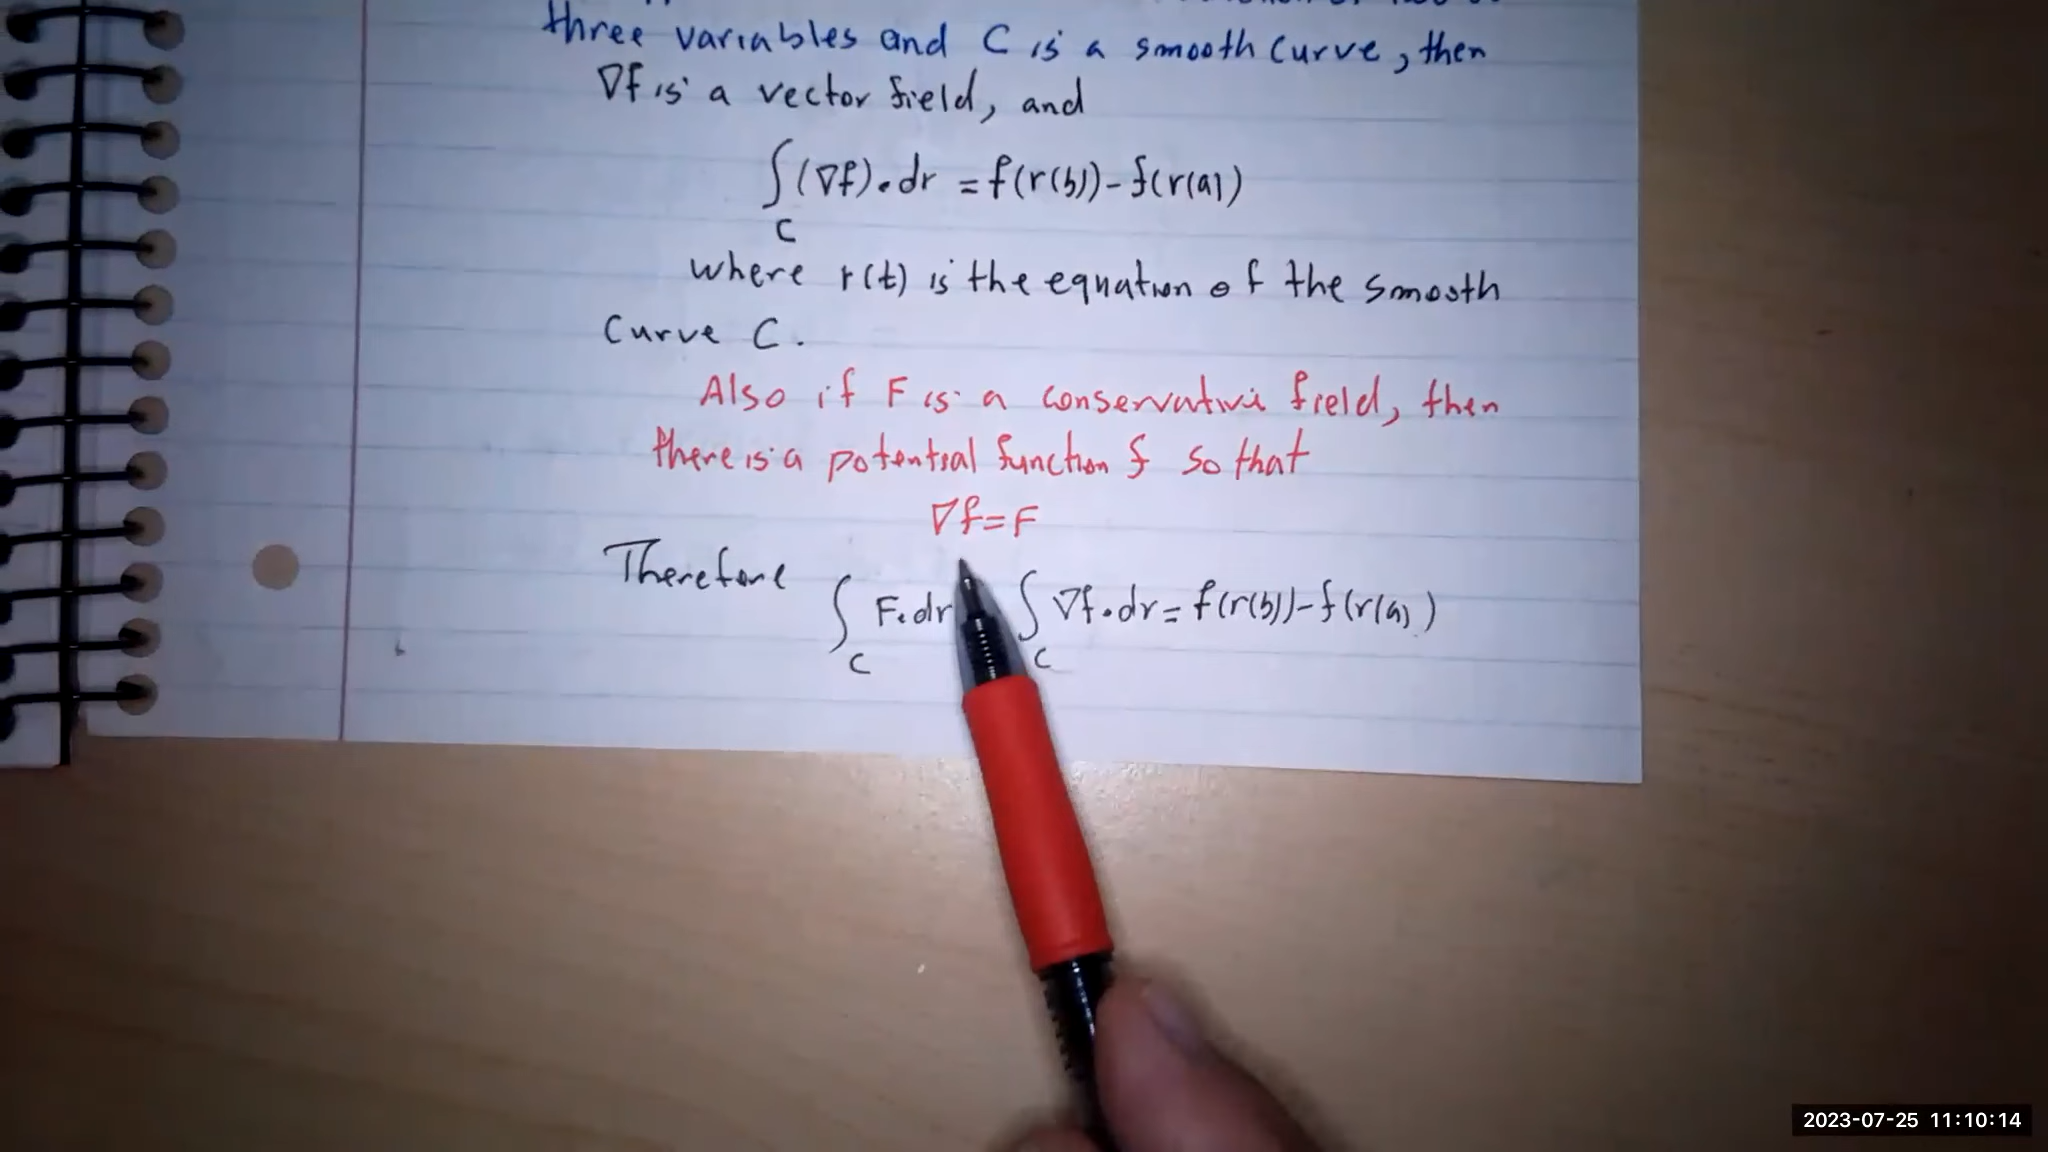 three variables and C is a smooth curve, then
∇f is a vector field, and
∫(∇f)•dr = f(r(b))-f(r(a))
C
where r(t) is the equation of the smooth
Curve C.
Also if F is a conservative field, then
there is a potential function f so that
∇f=F
Therefore
∫ F•dr ∫ ∇f•dr= f(r(b))-f(r(a))
C C
2023-07-25 11:10:14